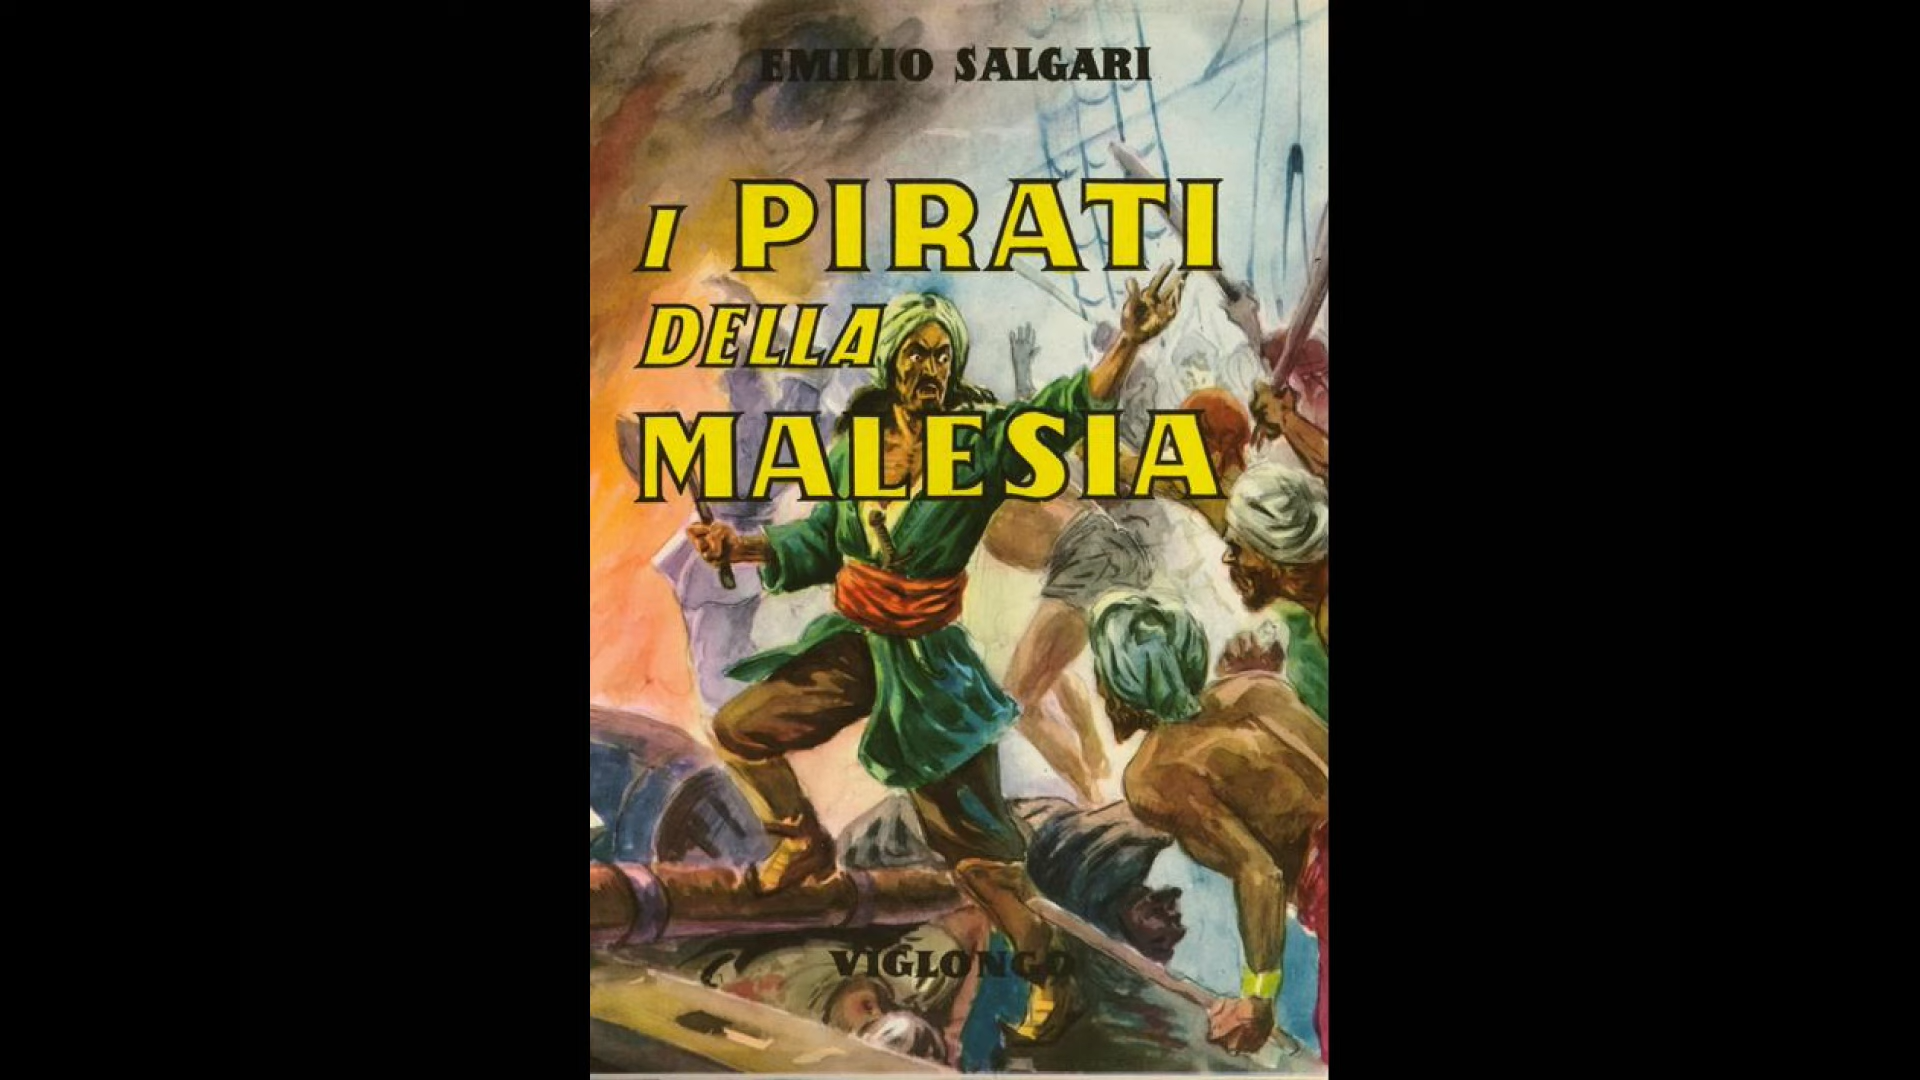 EMILIO SALGARI
I PIRATI
DELLA
MALESIA
VIGLONGO